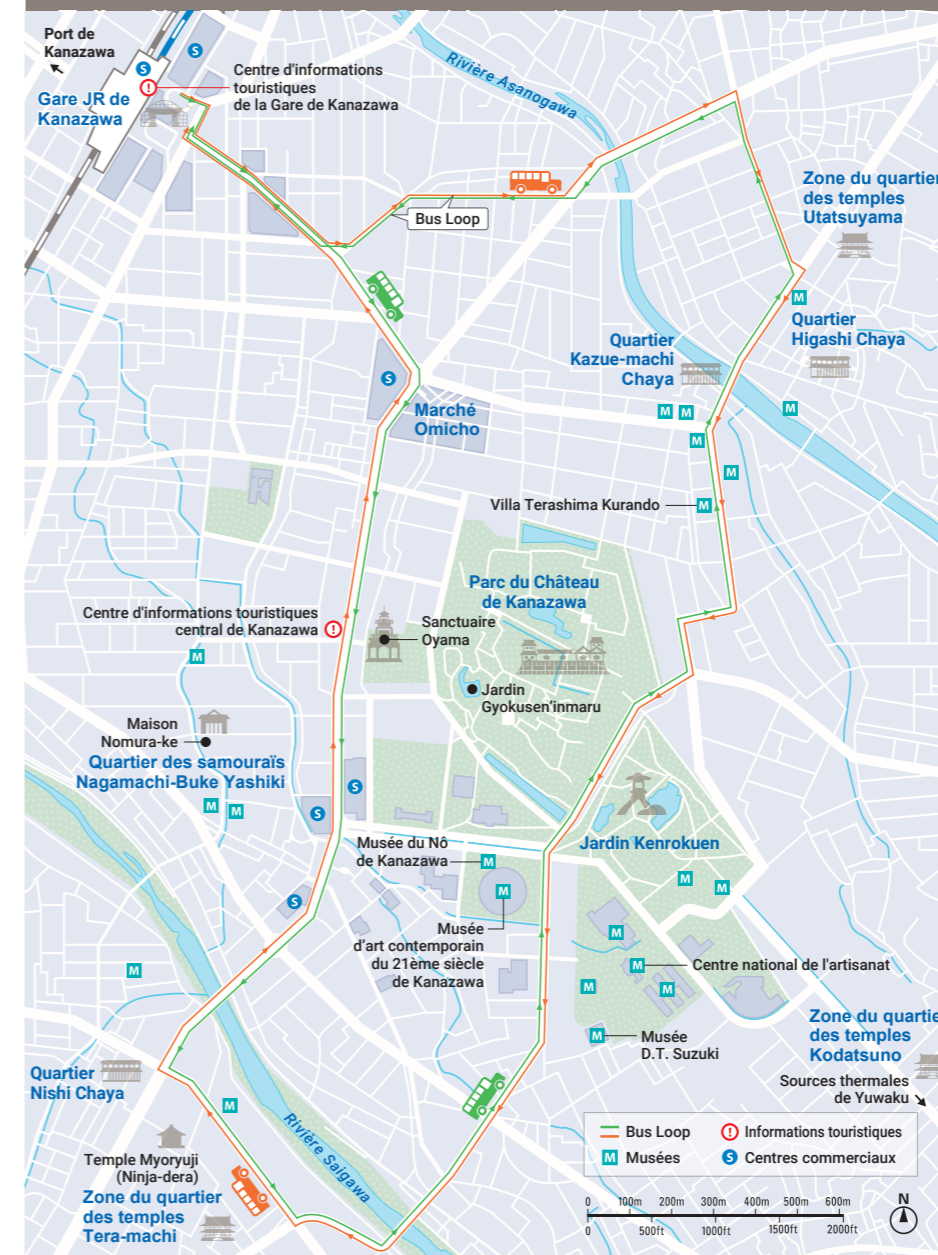 Port de
Kanazawa
Gare JR de
Kanazawa
S
S
!
Centre d'informations
touristiques
de la Gare de Kanazawa
Rivière Asanogawa
Bus Loop
Zone du quartier
des temples
Utatsuyama
M
Quartier
Higashi Chaya
Quartier
Kazue-machi
Chaya
M
M
M
M
M
S
Marché
Omicho
Villa Terashima Kurando
M
Parc du Château
de Kanazawa
Centre d'informations touristiques
central de Kanazawa
!
Sanctuaire
Oyama
M
Jardin
Gyokusen'inmaru
Maison
Nomura-ke
Quartier des samouraïs
Nagamachi-Buke Yashiki
M
M
S
S
S
Jardin Kenrokuen
Musée du Nô
de Kanazawa
M
M
M
M
Musée
d'art contemporain
du 21ème siècle
de Kanazawa
M
M
Centre national de l'artisanat
M
M
M
Musée
D.T. Suzuki
M
Zone du quartie
des temples
Kodatsuno
Sources thermales
de Yuwaku
Quartier
Nishi Chaya
M
Rivière Saigawa
Temple Myoryuji
(Ninja-dera)
Zone du quartier
des temples
Tera-machi
Bus Loop
! Informations touristiques
M Musées
S Centres commerciaux
0 100m 200m 300m 400m 500m 600m
0 500ft 1000ft 1500ft 2000ft
N